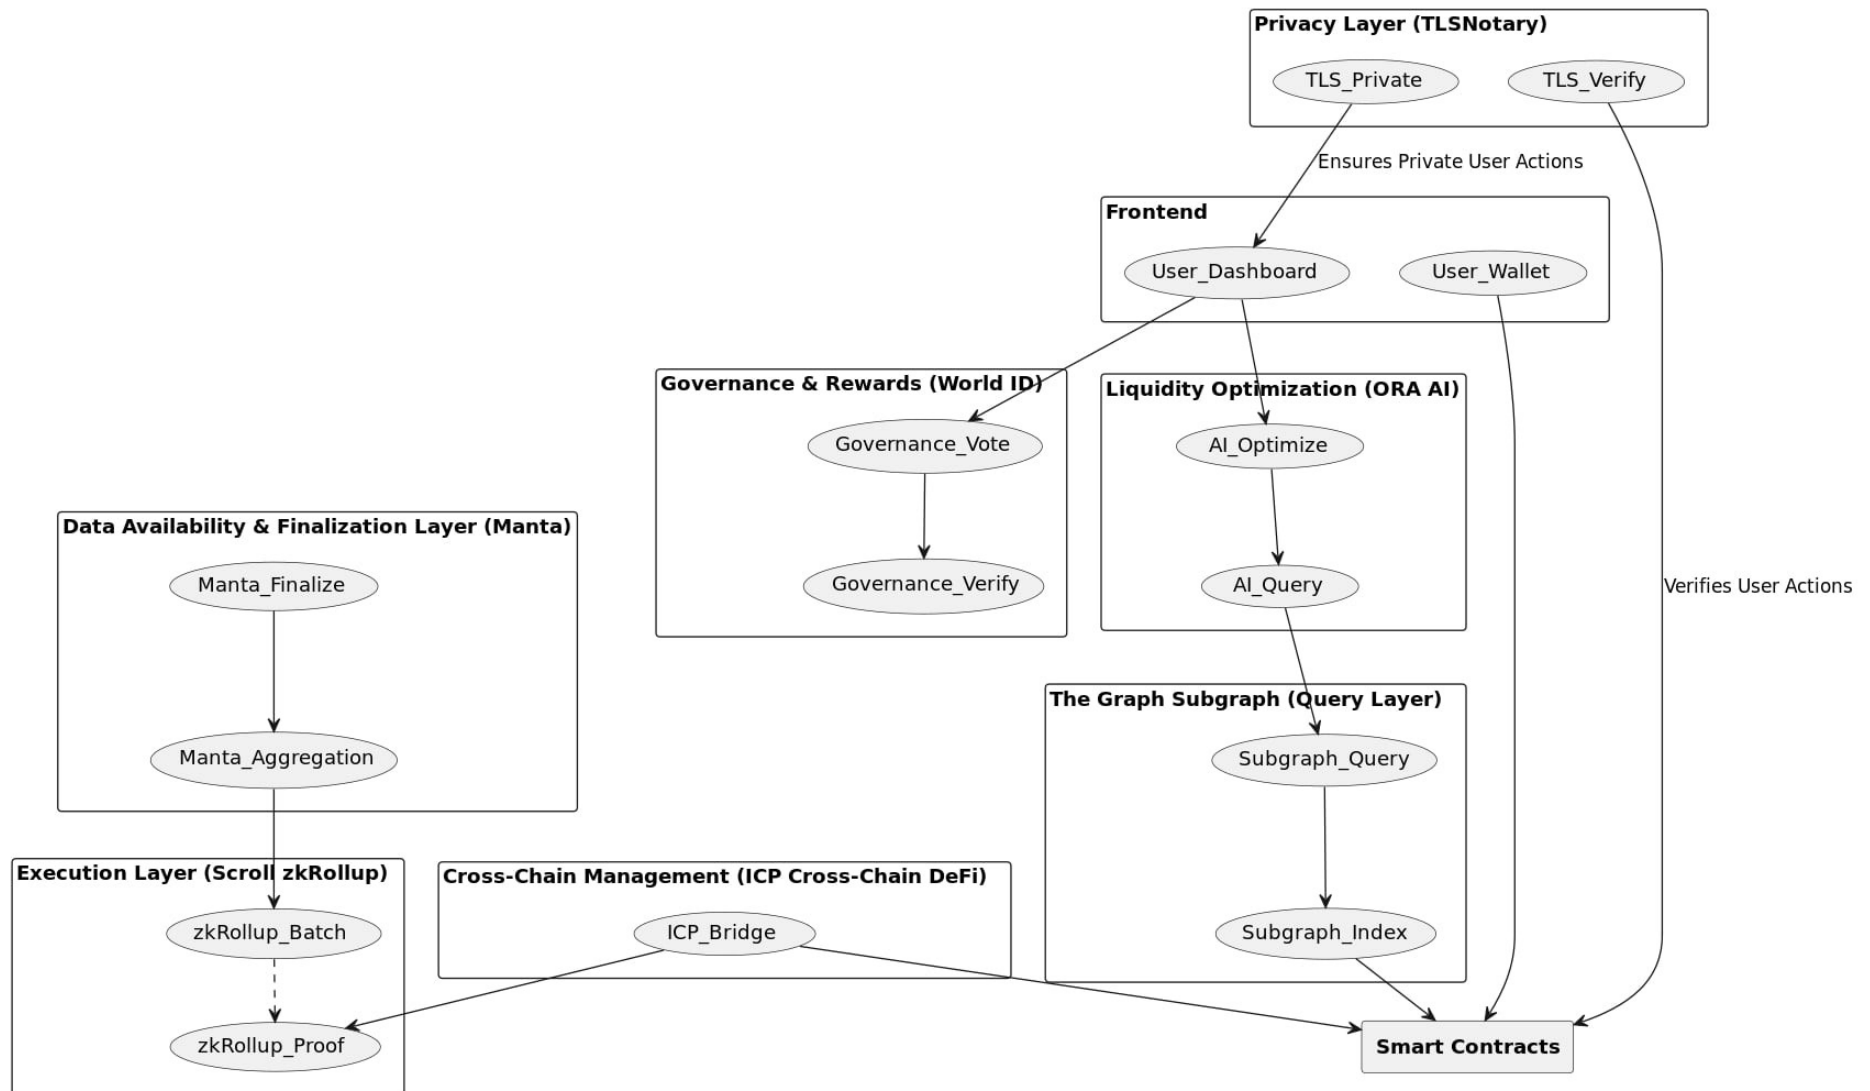 Privacy Layer (TLSNotary)
TLS_Private
TLS_Verify
Ensures Private User Actions
Frontend
User_Dashboard
User_Wallet
Governance & Rewards (World ID)
Liquidity Optimization (ORA AI)
Governance_Vote
AI_Optimize
Data Availability & Finalization Layer (Manta)
Manta_Finalize
Governance_Verify
AI_Query
Verifies User Actions
The Graph Subgraph (Query Layer)
Manta_Aggregation
Subgraph_Query
Execution Layer (Scroll zkRollup)
Cross-Chain Management (ICP Cross-Chain DeFi)
zkRollup_Batch
ICP_Bridge
Subgraph_Index
zkRollup_Proof
Smart Contracts